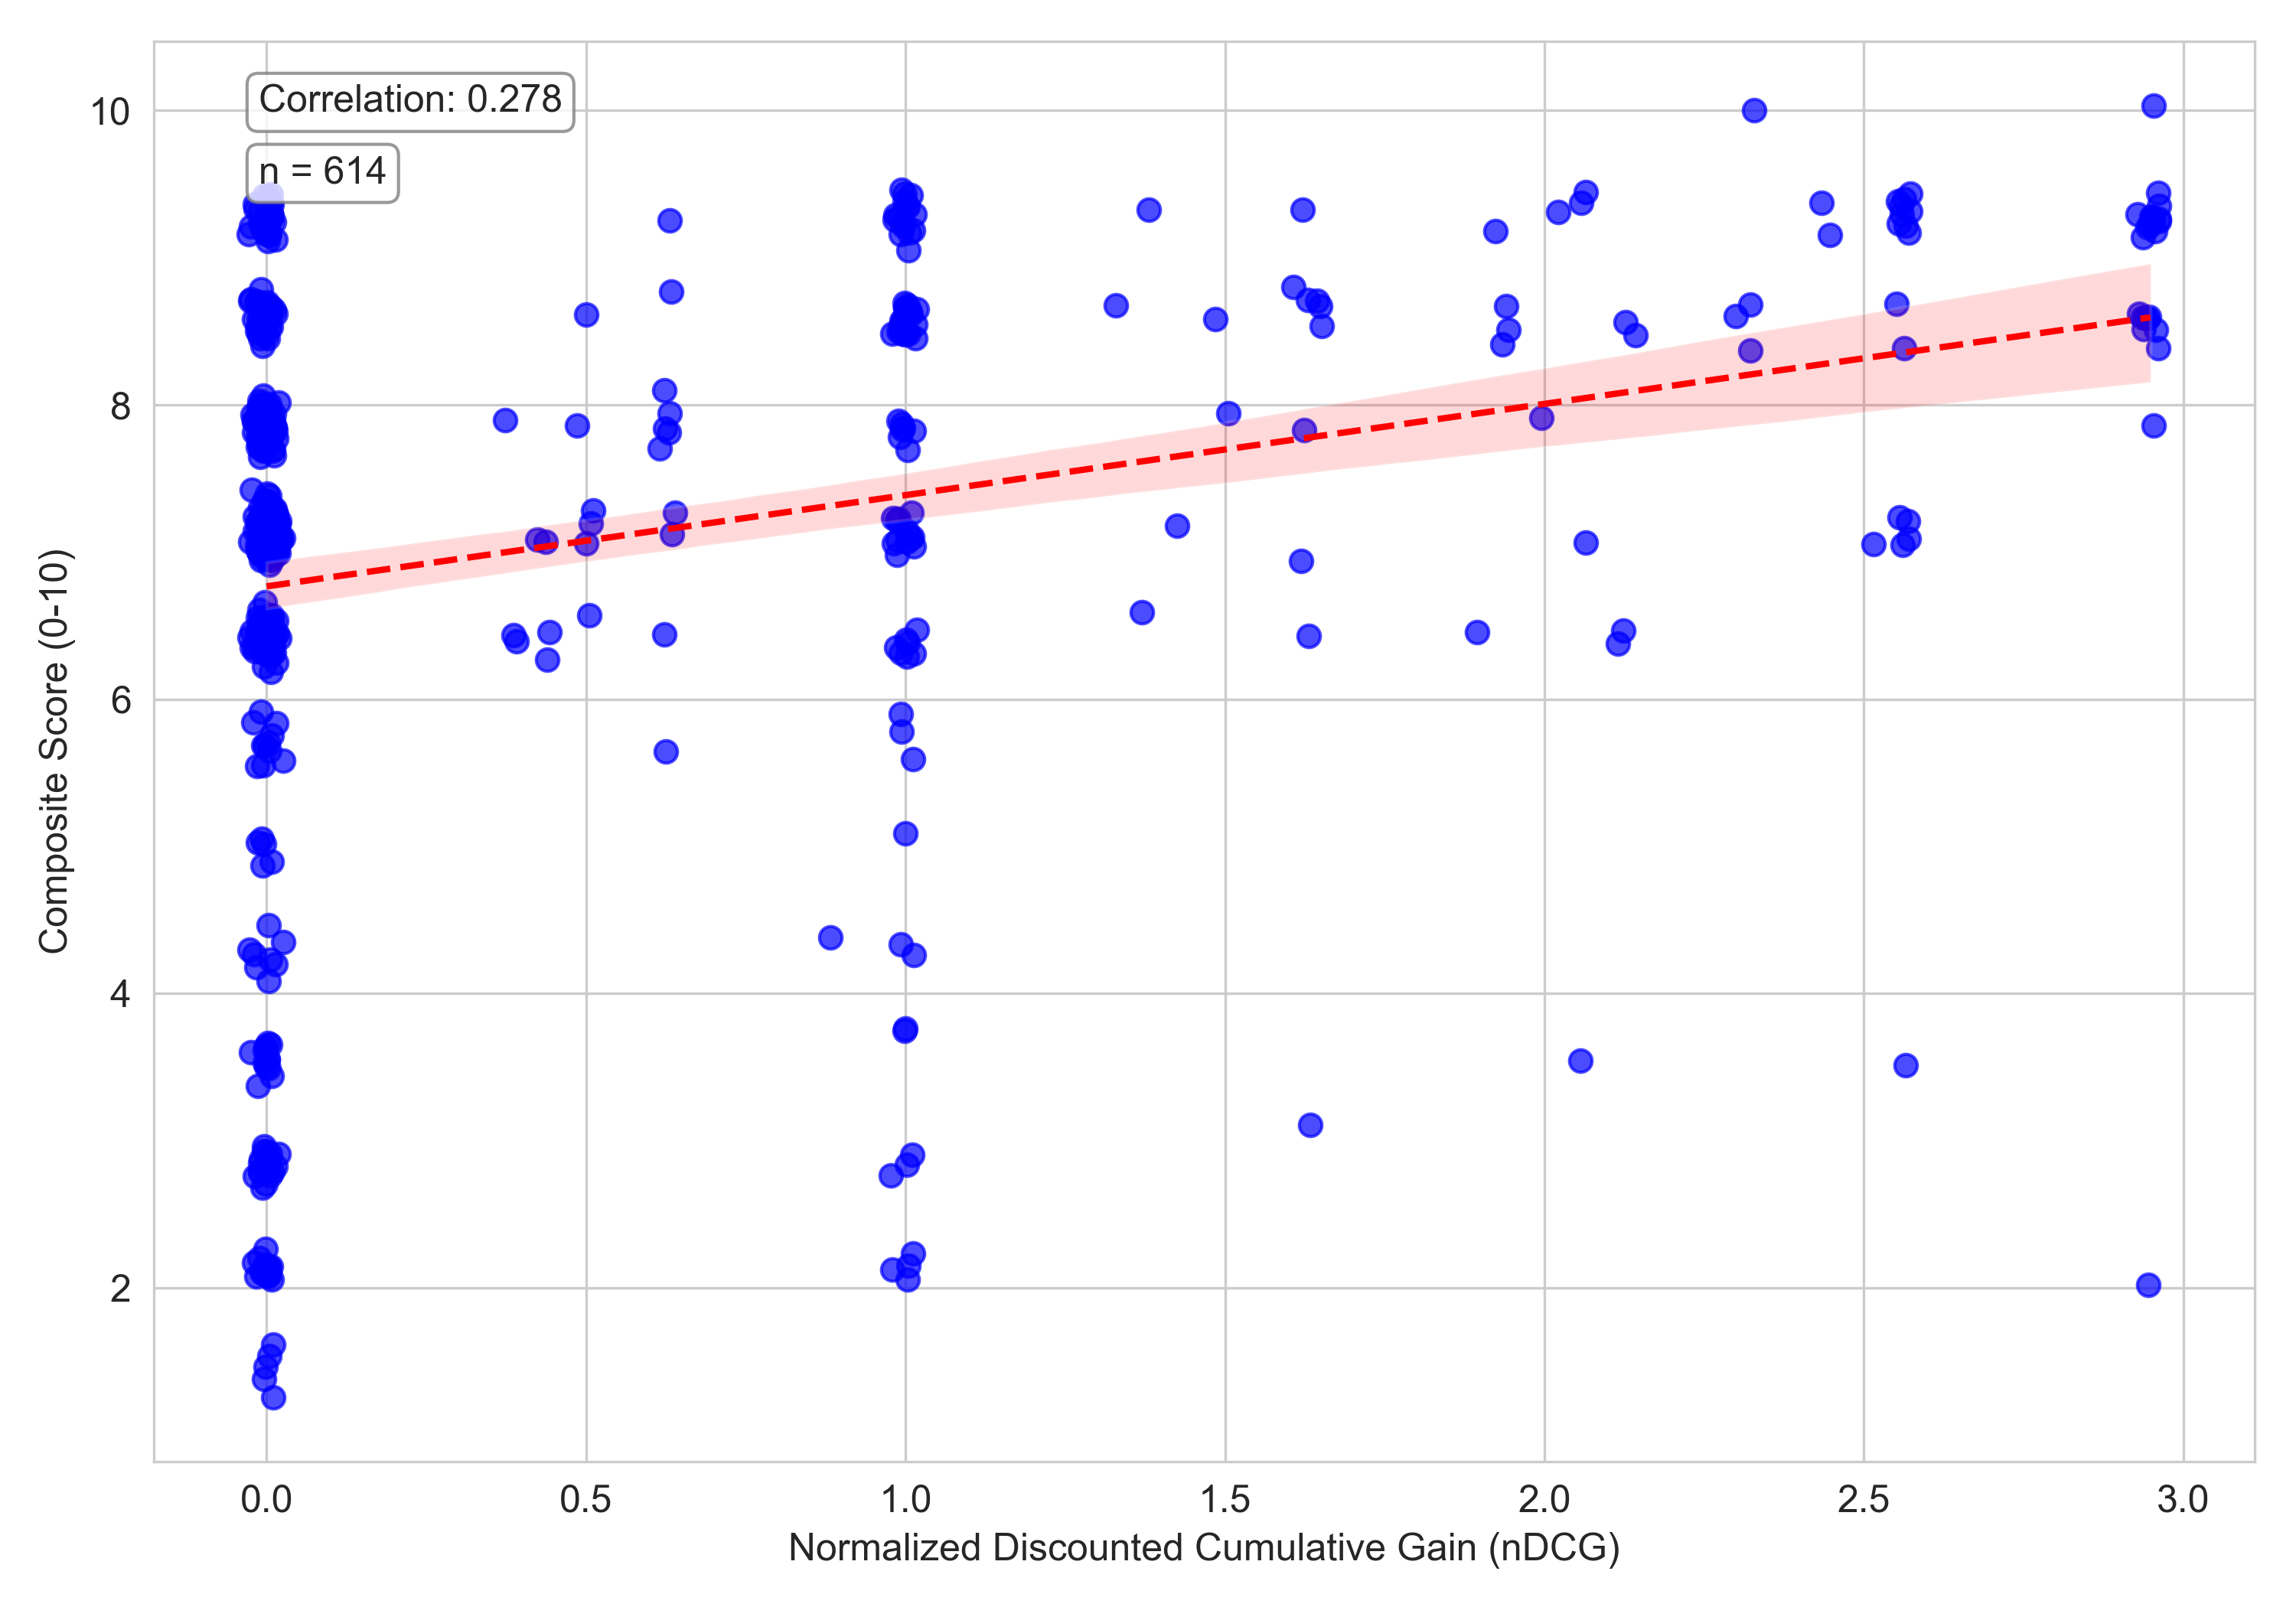 Correlation: 0.278
n = 614
10
8
6
4
2
Composite Score (0-10)
0.0 0.5 1.0 1.5 2.0 2.5 3.0
Normalized Discounted Cumulative Gain (nDCG)